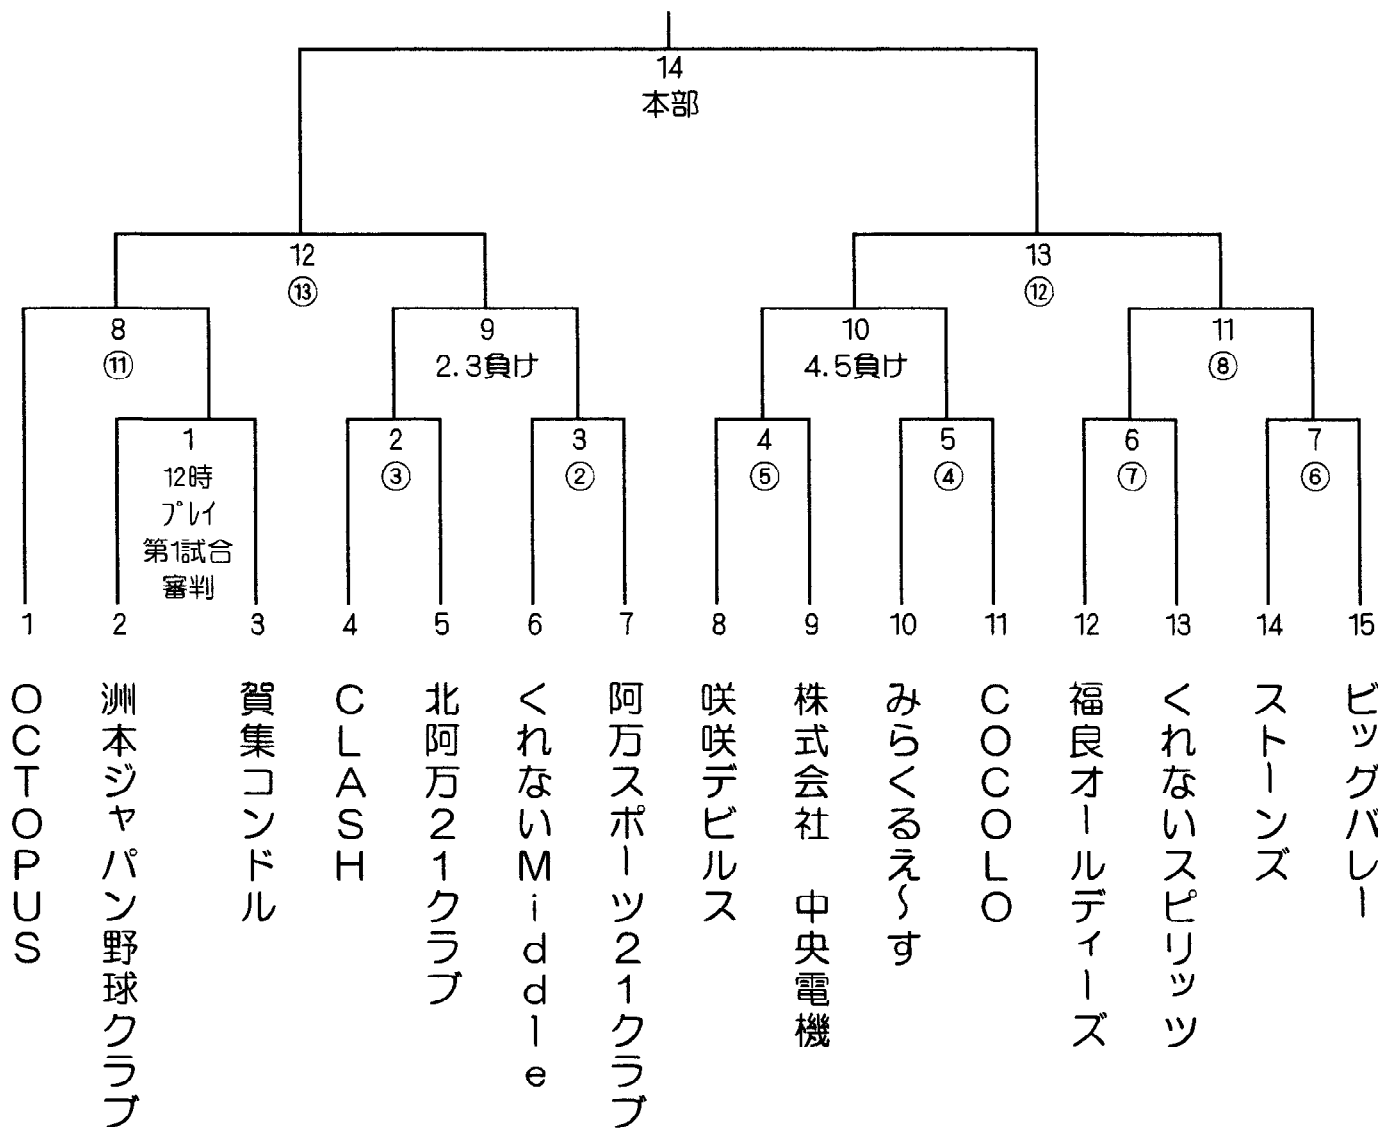 14
本部
12
⑬
13
⑫
8
⑪
9
2.3負け
10
4.5負け
11
⑧
1
12時
プレイ
第1試合
審判
2
③
3
②
4
⑤
5
④
6
⑦
7
⑥
1
2
3
4
5
6
7
8
9
10
11
12
13
14
15
OCTOPUS
洲本ジャパン野球クラブ
賀集コンドル
CLASH
北阿万21クラブ
くれないMiddle
阿万スポーツ21クラブ
咲咲デビルス
株式会社 中央電機
みらくるえ~す
COCOLO
福良オールディーズ
くれないスピリッツ
ストーンズ
ビッグバレー